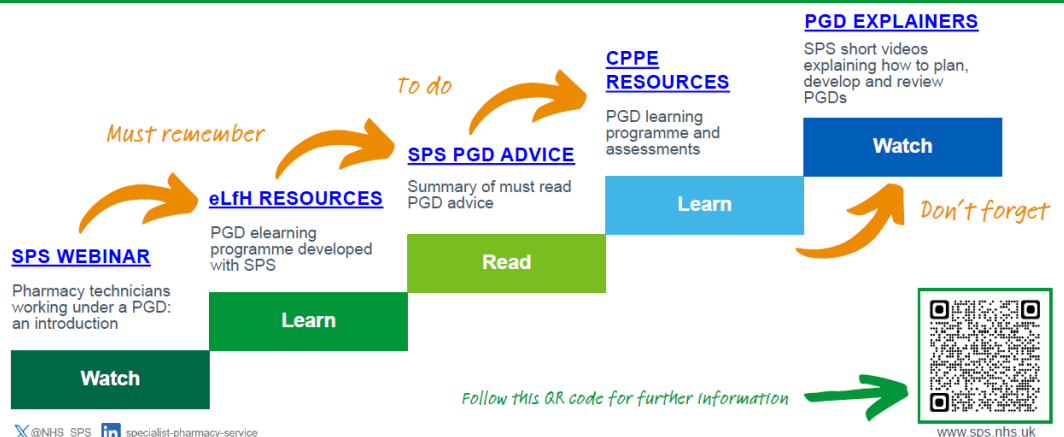 SPS WEBINAR
Pharmacy technicians
working under a PGD:
an introduction
Watch
Must remember
eLfH RESOURCES
PGD elearning
programme developed
with SPS
Learn
To do
SPS PGD ADVICE
Summary of must read
PGD advice
Read
CPPE
RESOURCES
PGD learning
programme and
assessments
Learn
PGD EXPLAINERS
SPS short videos
explaining how to plan,
develop and review
PGDs
Watch
Don't forget
Follow this QR code for further information
X @NHS_SPS in specialist-pharmacy-service
www.sps.nhs.uk